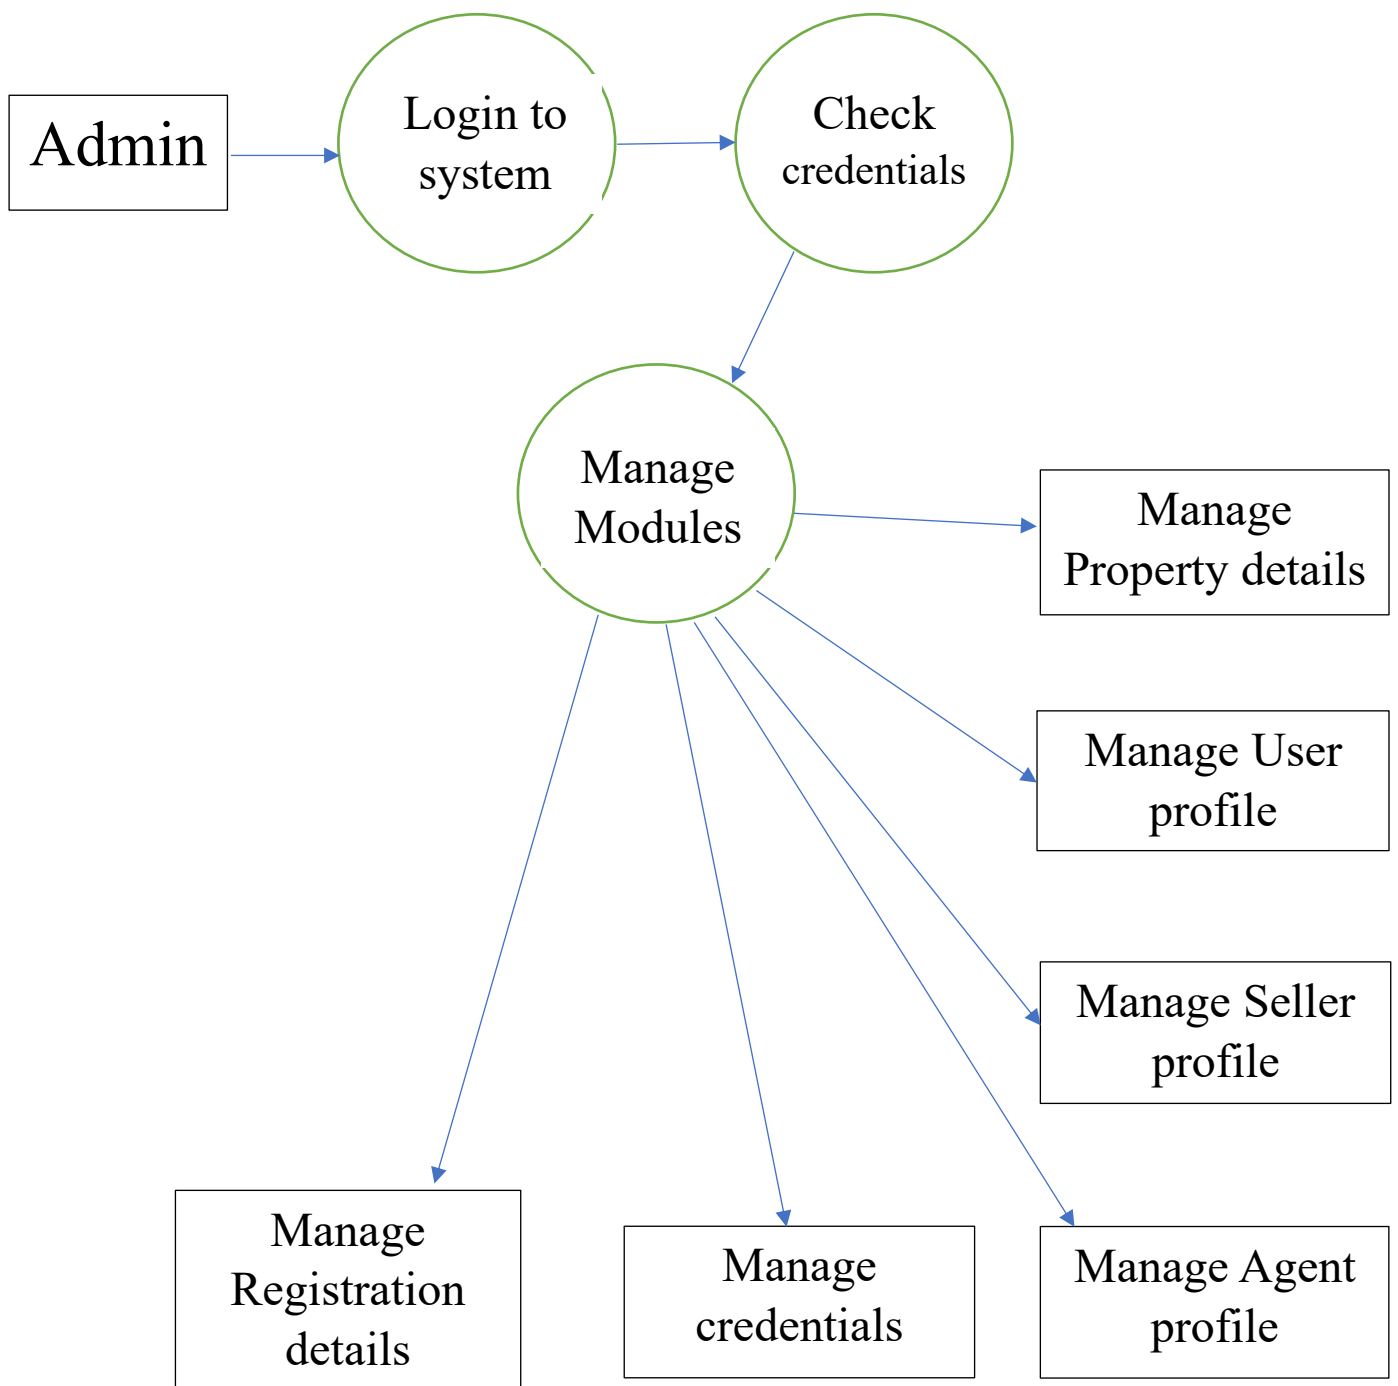 Admin
Login to
system
Check
credentials
Manage
Modules
Manage
Property details
Manage User
profile
Manage Seller
profile
Manage
Registration
details
Manage
credentials
Manage Agent
profile